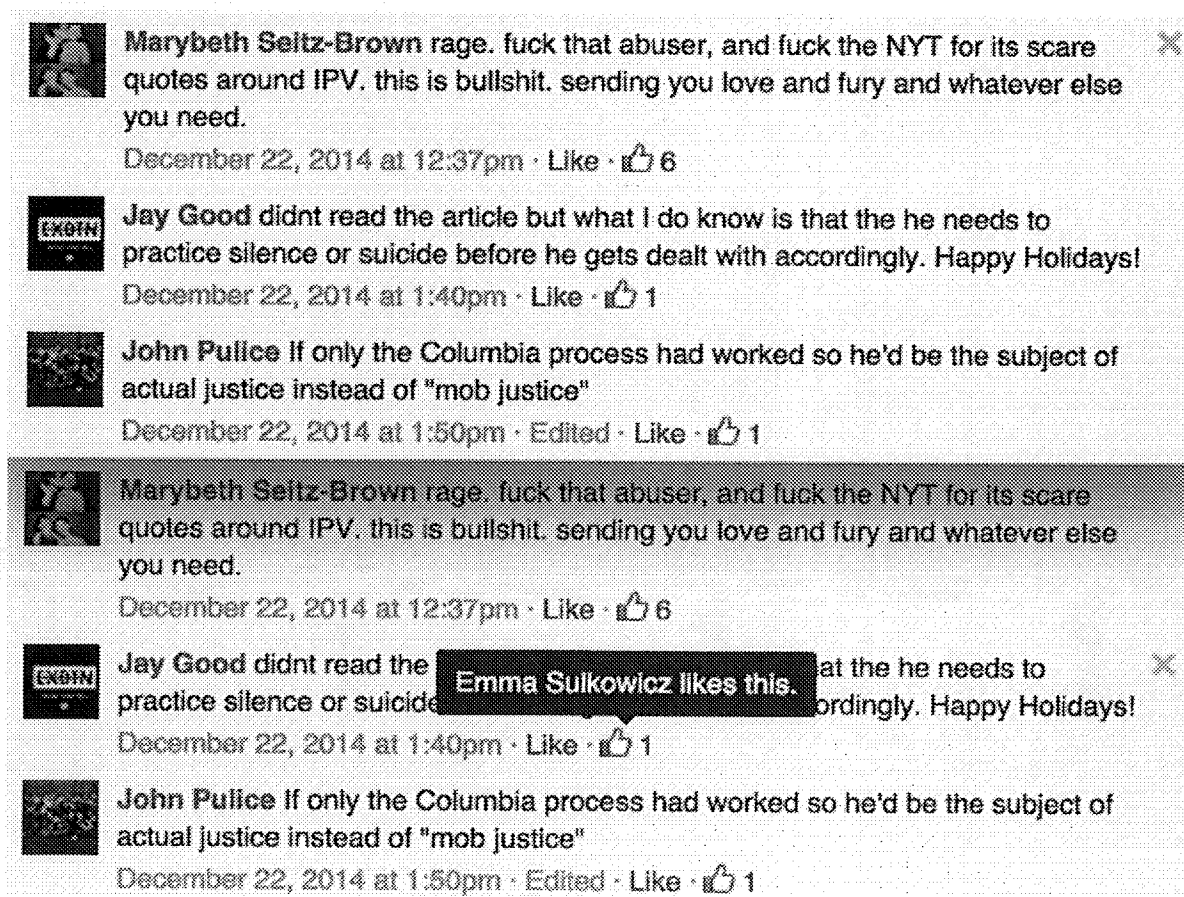 Marybeth Seltz-Brown rage. fuck that abuser, and fuck the NYT for its scare
quotes around IPV. this is bullshit. sending you love and fury and whatever else
you need.
December 22, 2014 at 12:37pm · Like · 6
Jay Good didnt read the article but what I do know is that the he needs to
practice silence or suicide before he gets dealt with accordingly. Happy Holidays!
December 22, 2014 at 1:40pm · Like · 1
John Pulice If only the Columbia process had worked so he'd be the subject of
actual justice instead of "mob justice"
December 22, 2014 at 1:50pm · Edited · Like · 1
Marybeth Seltz-Brown rage. fuck that abuser, and fuck the NYT for its scare
quotes around IPV. this is bullshit. sending you love and fury and whatever else
you need.
December 22, 2014 at 12:37pm · Like · 6
Jay Good didnt read the at the he needs to
Emma Sulkowicz likes this.
practice silence or suicide ordingly. Happy Holidays!
December 22, 2014 at 1:40pm · Like · 1
John Pulice If only the Columbia process had worked so he'd be the subject of
actual justice instead of "mob justice"
December 22, 2014 at 1:50pm · Edited · Like · 1